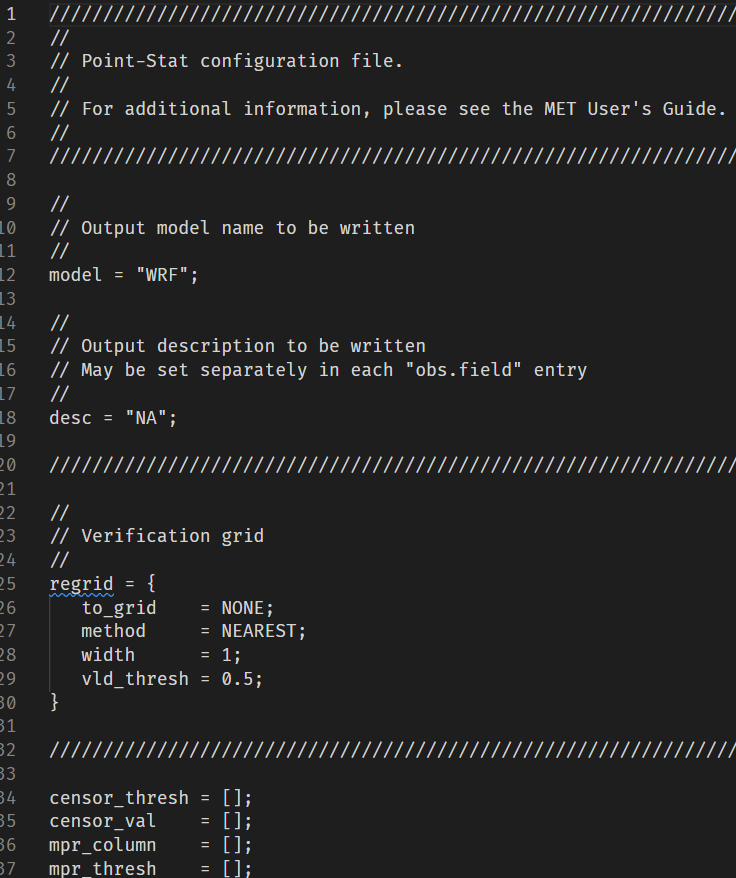 1 ////////////////////////////////////////////////////////////////
2 //
3 // Point-Stat configuration file.
4 //
5 // For additional information, please see the MET User's Guide.
6 //
7 ////////////////////////////////////////////////////////////////
8
9 //
10 // Output model name to be written
11 //
12 model = "WRF";
13
14 //
15 // Output description to be written
16 // May be set separately in each "obs.field" entry
17 //
18 desc = "NA";
19
20 ////////////////////////////////////////////////////////////////
21
22 //
23 // Verification grid
24 //
25 regrid = {
26    to_grid    = NONE;
27    method     = NEAREST;
28    width      = 1;
29    vld_thresh = 0.5;
30 }
31
32 ////////////////////////////////////////////////////////////////
33
34 censor_thresh = [];
35 censor_val    = [];
36 mpr_column    = [];
37 mpr_thresh    = [];